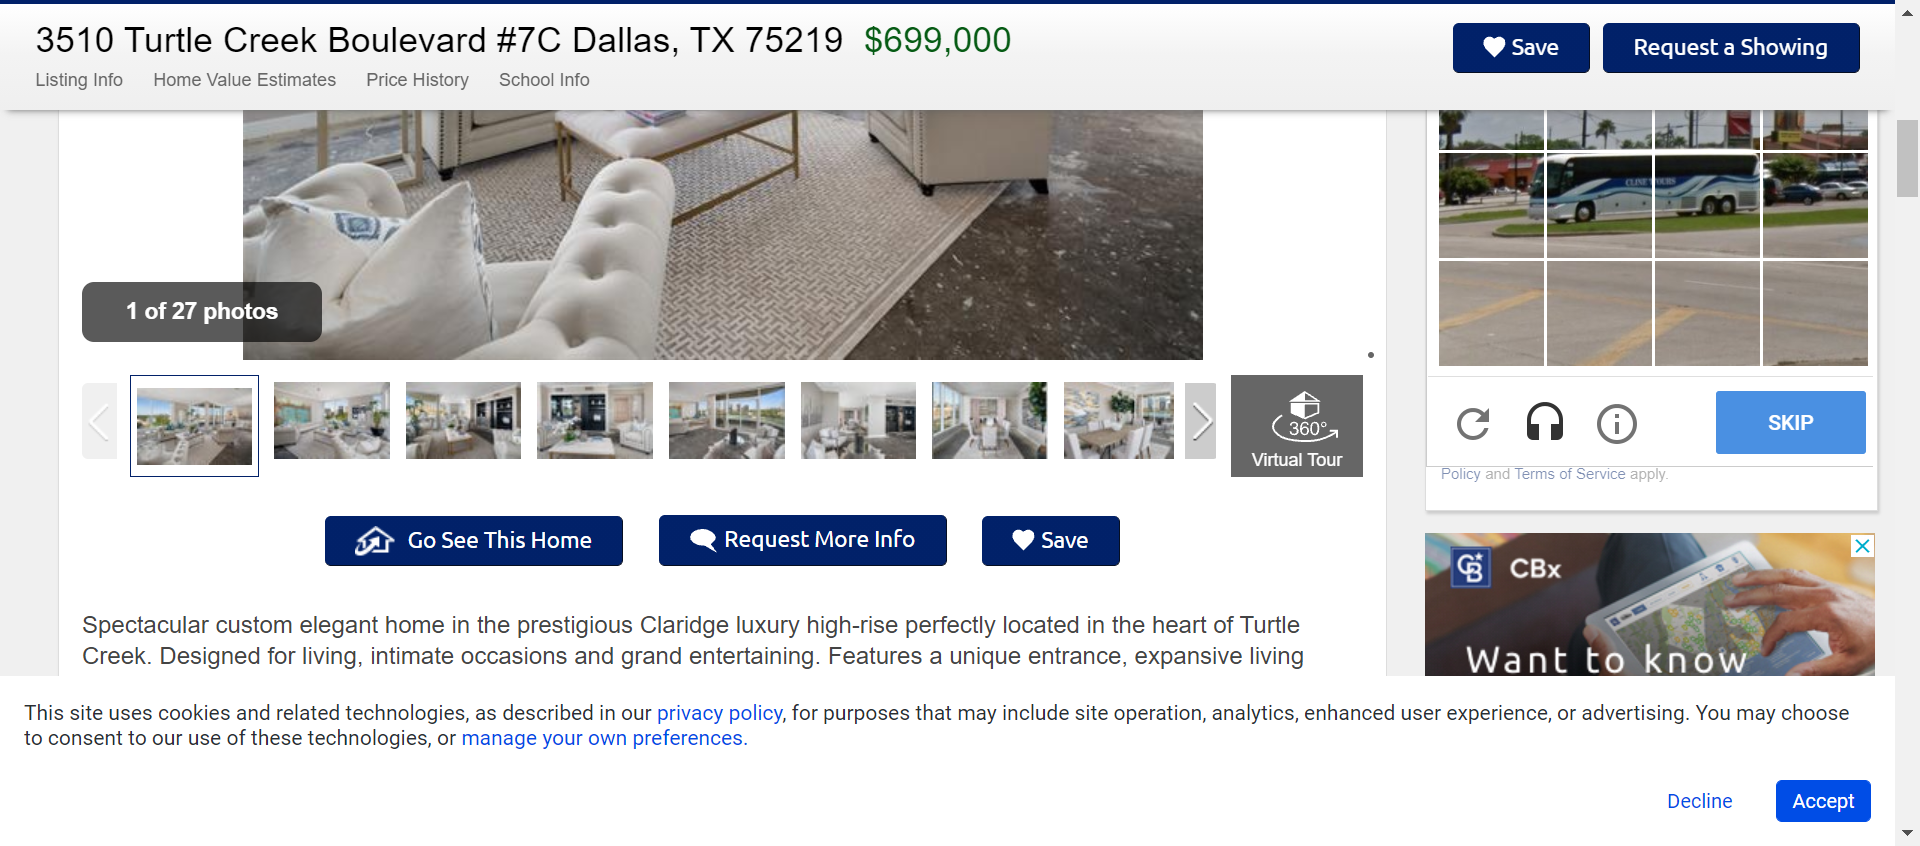 3510 Turtle Creek Boulevard #7C Dallas, TX 75219 $699,000
Save
Request a Showing
Listing Info Home Value Estimates Price History School Info
CLINE TOURS
1 of 27 photos
360°
Virtual Tour
SKIP
Policy and Terms of Service apply.
Go See This Home
Request More Info
Save
CB
CBx
Want to know
Spectacular custom elegant home in the prestigious Claridge luxury high-rise perfectly located in the heart of Turtle
Creek. Designed for living, intimate occasions and grand entertaining. Features a unique entrance, expansive living
This site uses cookies and related technologies, as described in our privacy policy, for purposes that may include site operation, analytics, enhanced user experience, or advertising. You may choose
to consent to our use of these technologies, or manage your own preferences.
Decline
Accept